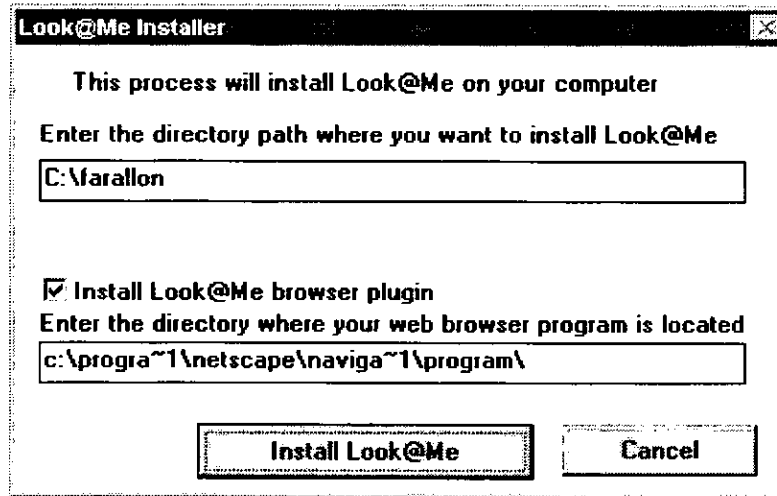 Look@Me Installer
This process will install Look@Me on your computer
Enter the directory path where you want to install Look@Me
C:\farallon
Install Look@Me browser plugin
Enter the directory where your web browser program is located
c:\progra~1\netscape\naviga~1\program\
Install Look@Me
Cancel